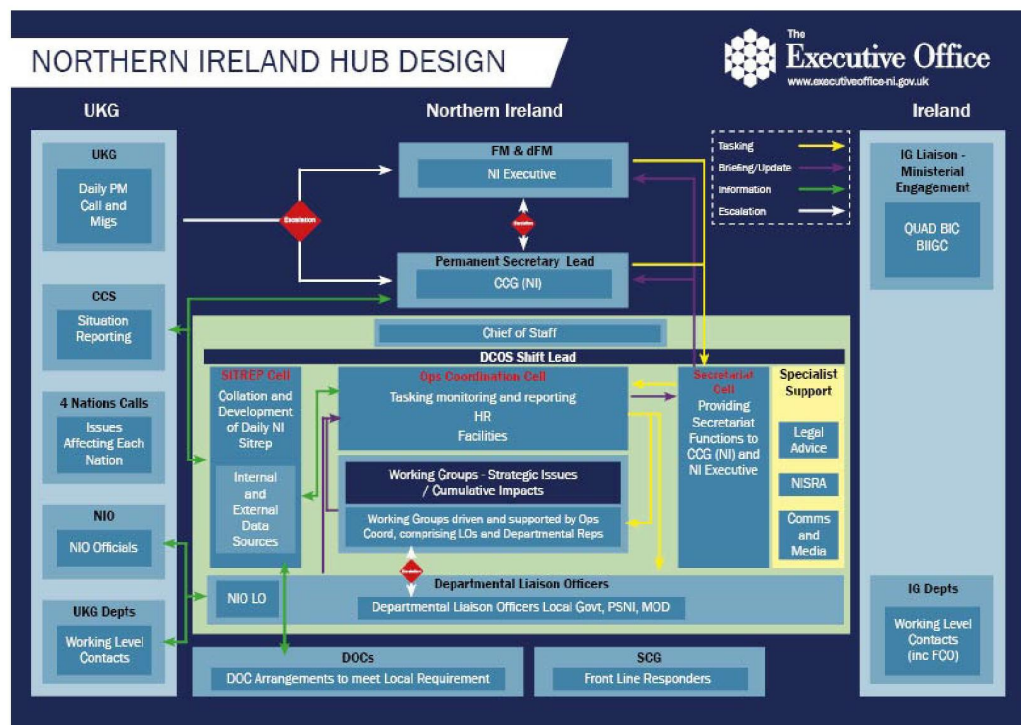 NORTHERN IRELAND HUB DESIGN
The
Executive Office
www.executiveoffice-ni.gov.uk
UKG
Northern Ireland
Ireland
UKG
Daily PM
Call and
Migs
CCS
Situation
Reporting
4 Nations Calls
Issues
Affecting Each
Nation
NIO
NIO Officials
UKG Depts
Working Level
Contacts
Escalation
FM & dFM
NI Executive
Escalation
Permanent Secretary Lead
CCG (NI)
Tasking
Briefing/Update
Information
Escalation
IG Liaison -
Ministerial
Engagement
QUAD BIC
BIIGC
Chief of Staff
DCOS Shift Lead
SITREP Cell
Collation and
Development
of Daily NI
Sitrep
Internal
and
External
Data
Sources
Ops Coordination Cell
Tasking monitoring and reporting
HR
Facilities
Working Groups - Strategic Issues
/ Cumulative Impacts
Working Groups driven and supported by Ops
Coord, comprising LOs and Departmental Reps
Secretariat
Cell
Providing
Secretariat
Functions to
CCG (NI) and
NI Executive
Specialist
Support
Legal
Advice
NISRA
Comms
and
Media
Escalation
NIO LO
Departmental Liaison Officers
Departmental Liaison Officers Local Govt, PSNI, MOD
DOCs
DOC Arrangements to meet Local Requirement
SCG
Front Line Responders
IG Depts
Working Level
Contacts
(inc FCO)